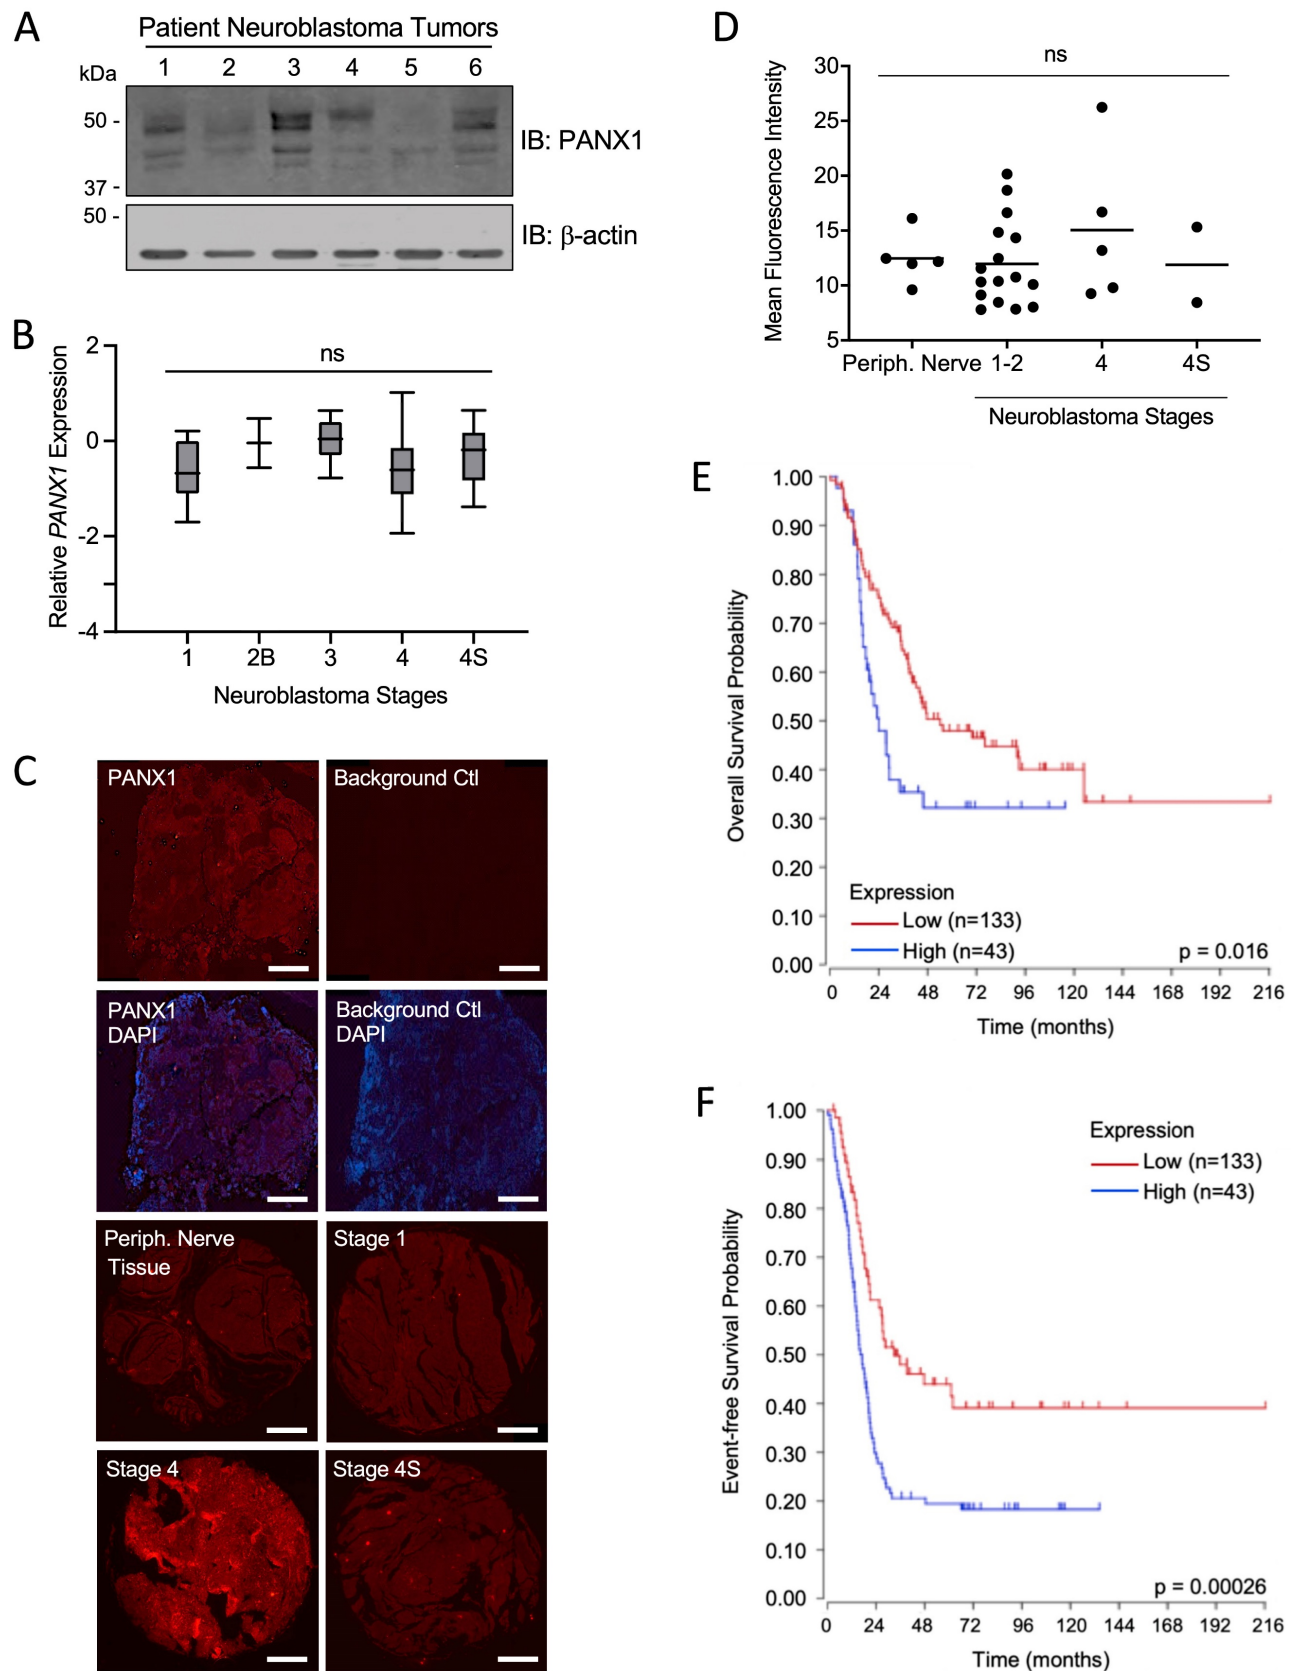 A
Patient Neuroblastoma Tumors
kDa
1 2 3 4 5 6
50 -
37 -
IB: PANX1
50 -
IB: β-actin
B
Relative PANX1 Expression
2
0
-2
-4
ns
1 2B 3 4 4S
Neuroblastoma Stages
C
PANX1
Background Ctl
PANX1
DAPI
Background Ctl
DAPI
Periph. Nerve
Tissue
Stage 1
Stage 4
Stage 4S
D
Mean Fluorescence Intensity
30
25
20
15
10
5
ns
Periph. Nerve 1-2 4 4S
Neuroblastoma Stages
E
Overall Survival Probability
1.00
0.90
0.80
0.70
0.60
0.50
0.40
0.30
0.20
0.10
0.00
Expression
Low (n=133)
High (n=43)
p = 0.016
0 24 48 72 96 120 144 168 192 216
Time (months)
F
Event-free Survival Probability
1.00
0.90
0.80
0.70
0.60
0.50
0.40
0.30
0.20
0.10
0.00
Expression
Low (n=133)
High (n=43)
p = 0.00026
0 24 48 72 96 120 144 168 192 216
Time (months)